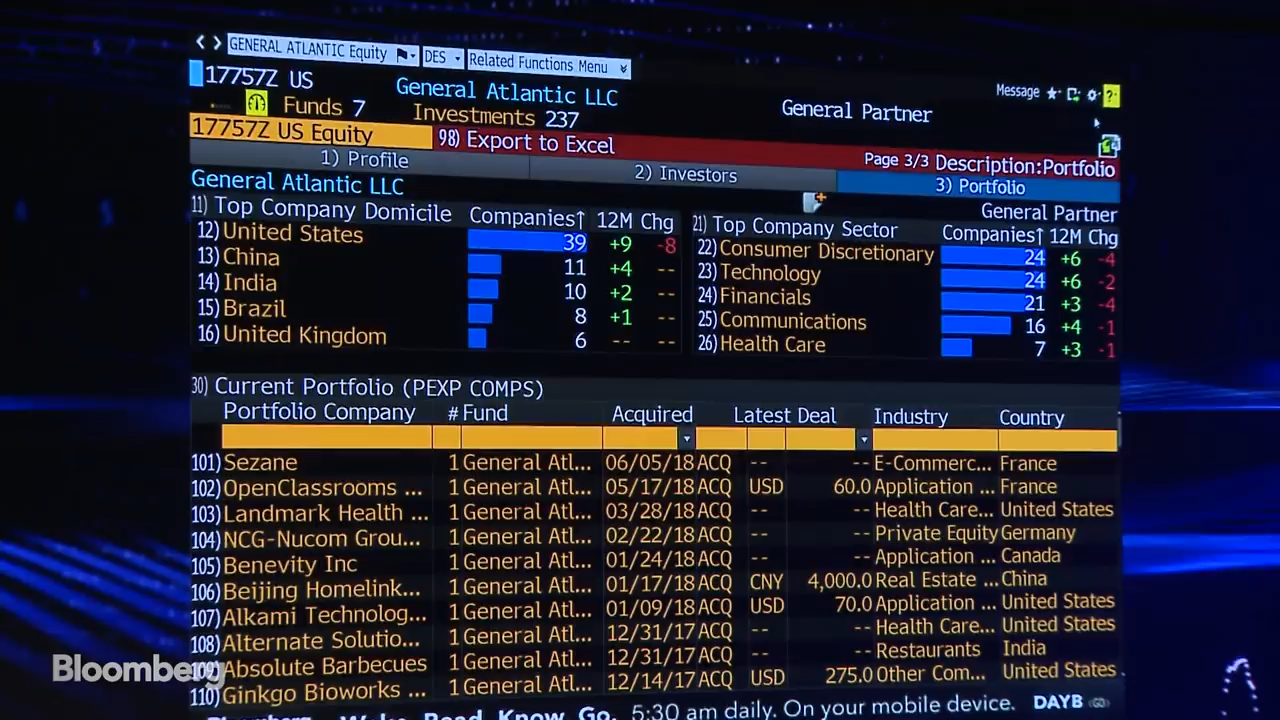 < > GENERAL ATLANTIC Equity DES Related Functions Menu
17757Z US General Atlantic LLC General Partner Message ?
Funds 7 Investments 237
17757Z US Equity 98) Export to Excel Page 3/3 Description:Portfolio
1) Profile 2) Investors 3) Portfolio
General Atlantic LLC General Partner
11) Top Company Domicile Companies↑ 12M Chg 21) Top Company Sector Companies↑ 12M Chg
12) United States 39 +9 -8 22) Consumer Discretionary 24 +6 -4
13) China 11 +4 -- 23) Technology 24 +6 -2
14) India 10 +2 -- 24) Financials 21 +3 -4
15) Brazil 8 +1 -- 25) Communications 16 +4 -1
16) United Kingdom 6 -- -- 26) Health Care 7 +3 -1
30) Current Portfolio (PEXP COMPS)
Portfolio Company # Fund Acquired Latest Deal Industry Country
101) Sezane 1 General Atl... 06/05/18 ACQ -- -- E-Commerc... France
102) OpenClassrooms ... 1 General Atl... 05/17/18 ACQ USD 60.0 Application ... France
103) Landmark Health ... 1 General Atl... 03/28/18 ACQ -- -- Health Care... United States
104) NCG-Nucom Grou... 1 General Atl... 02/22/18 ACQ -- -- Private Equity Germany
105) Benevity Inc 1 General Atl... 01/24/18 ACQ -- -- Application ... Canada
106) Beijing Homelink... 1 General Atl... 01/17/18 ACQ CNY 4,000.0 Real Estate ... China
107) Alkami Technolog... 1 General Atl... 01/09/18 ACQ USD 70.0 Application ... United States
108) Alternate Solutio... 1 General Atl... 12/31/17 ACQ -- -- Health Care... United States
109) Absolute Barbecues 1 General Atl... 12/31/17 ACQ -- -- Restaurants India
110) Ginkgo Bioworks ... 1 General Atl... 12/14/17 ACQ USD 275.0 Other Com... United States
Bloomberg
Know. Go. 5:30 am daily. On your mobile device. DAYB GO